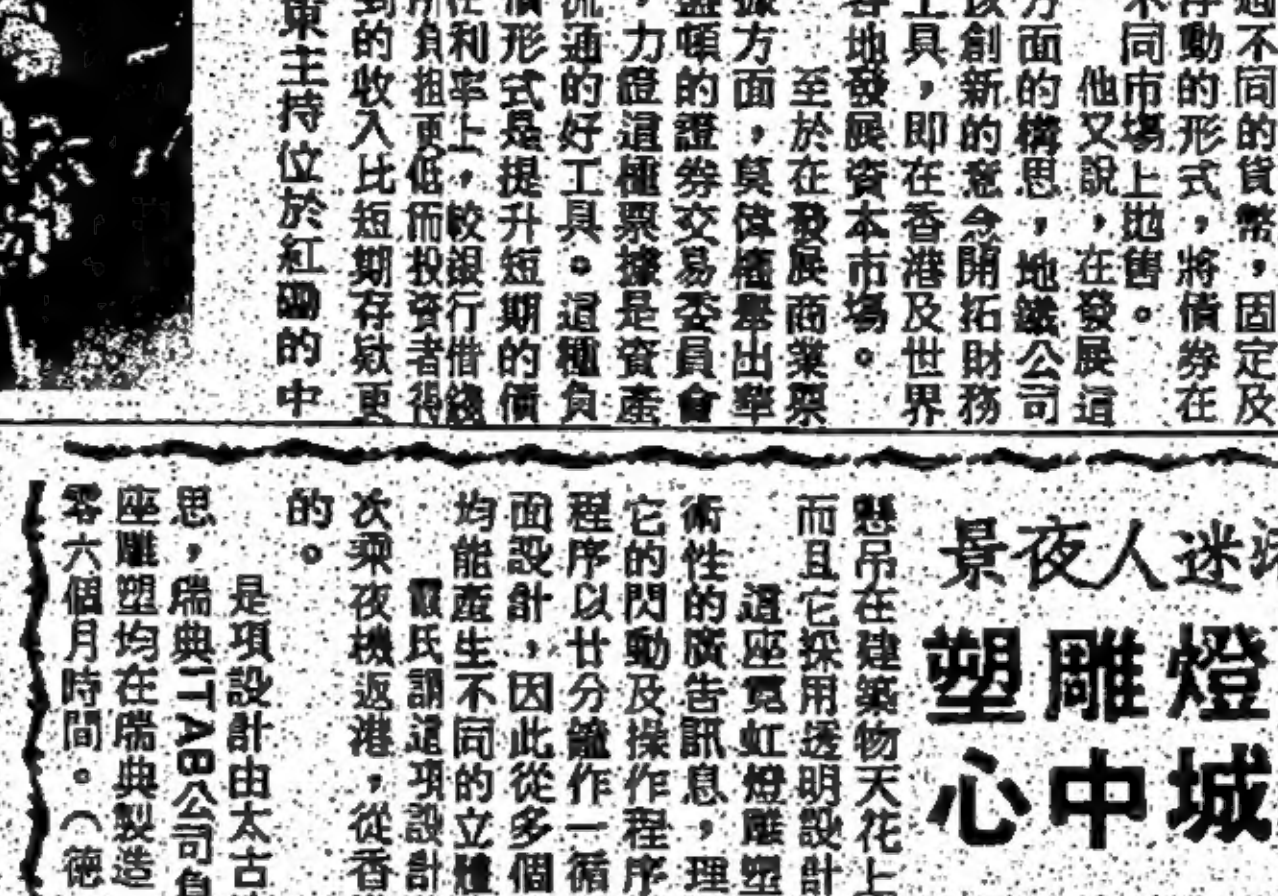 過不同的貨幣，固定及
浮動的形式，將債券在
不同市場上地售。
他又說，在發展這
方面的構思，地鐵公司
該創新的意念開拓財務
工具，即在香港及世界
各地發展資本市場。
至於在發展商業票
據方面，莫偉權舉出華
盛頓的證券交易委員會
，力證這種票據是資產
流通的好工具。這種負
債形式是提升短期的債
利率上，較銀行借錢
所負担更低而投資者得
到的收入比短期存款更
東主持位於紅磡的中
迷人夜景
燈雕塑
城中心
懸吊在建築物天花上
而且它採用透明設計
這座霓虹燈雕塑
術性的廣告訊息，理
它的閃動及操作程序
程序以廿分鐘作一循
面設計，因此從多個
均能產生不同的立體
氏謂這項設計
次乘夜機返港，從香
的。
是項設計由太古
思，瑞典ITAB公司負
座雕塑均在瑞典製造
零六個月時間。（德